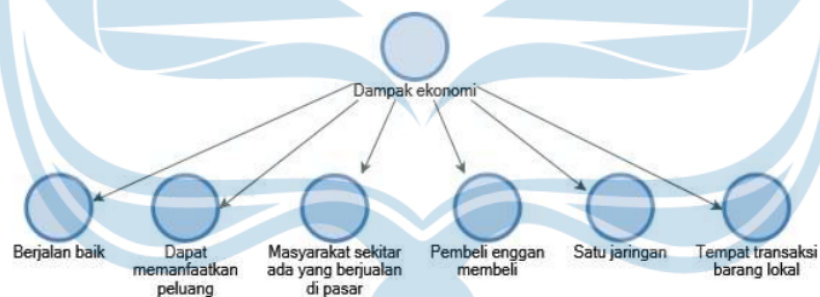 Dampak ekonomi
Berjalan baik
Dapat
memanfaatkan
peluang
Masyarakat sekitar
ada yang berjualan
di pasar
Pembeli enggan
membeli
Satu jaringan
Tempat transaksi
barang lokal